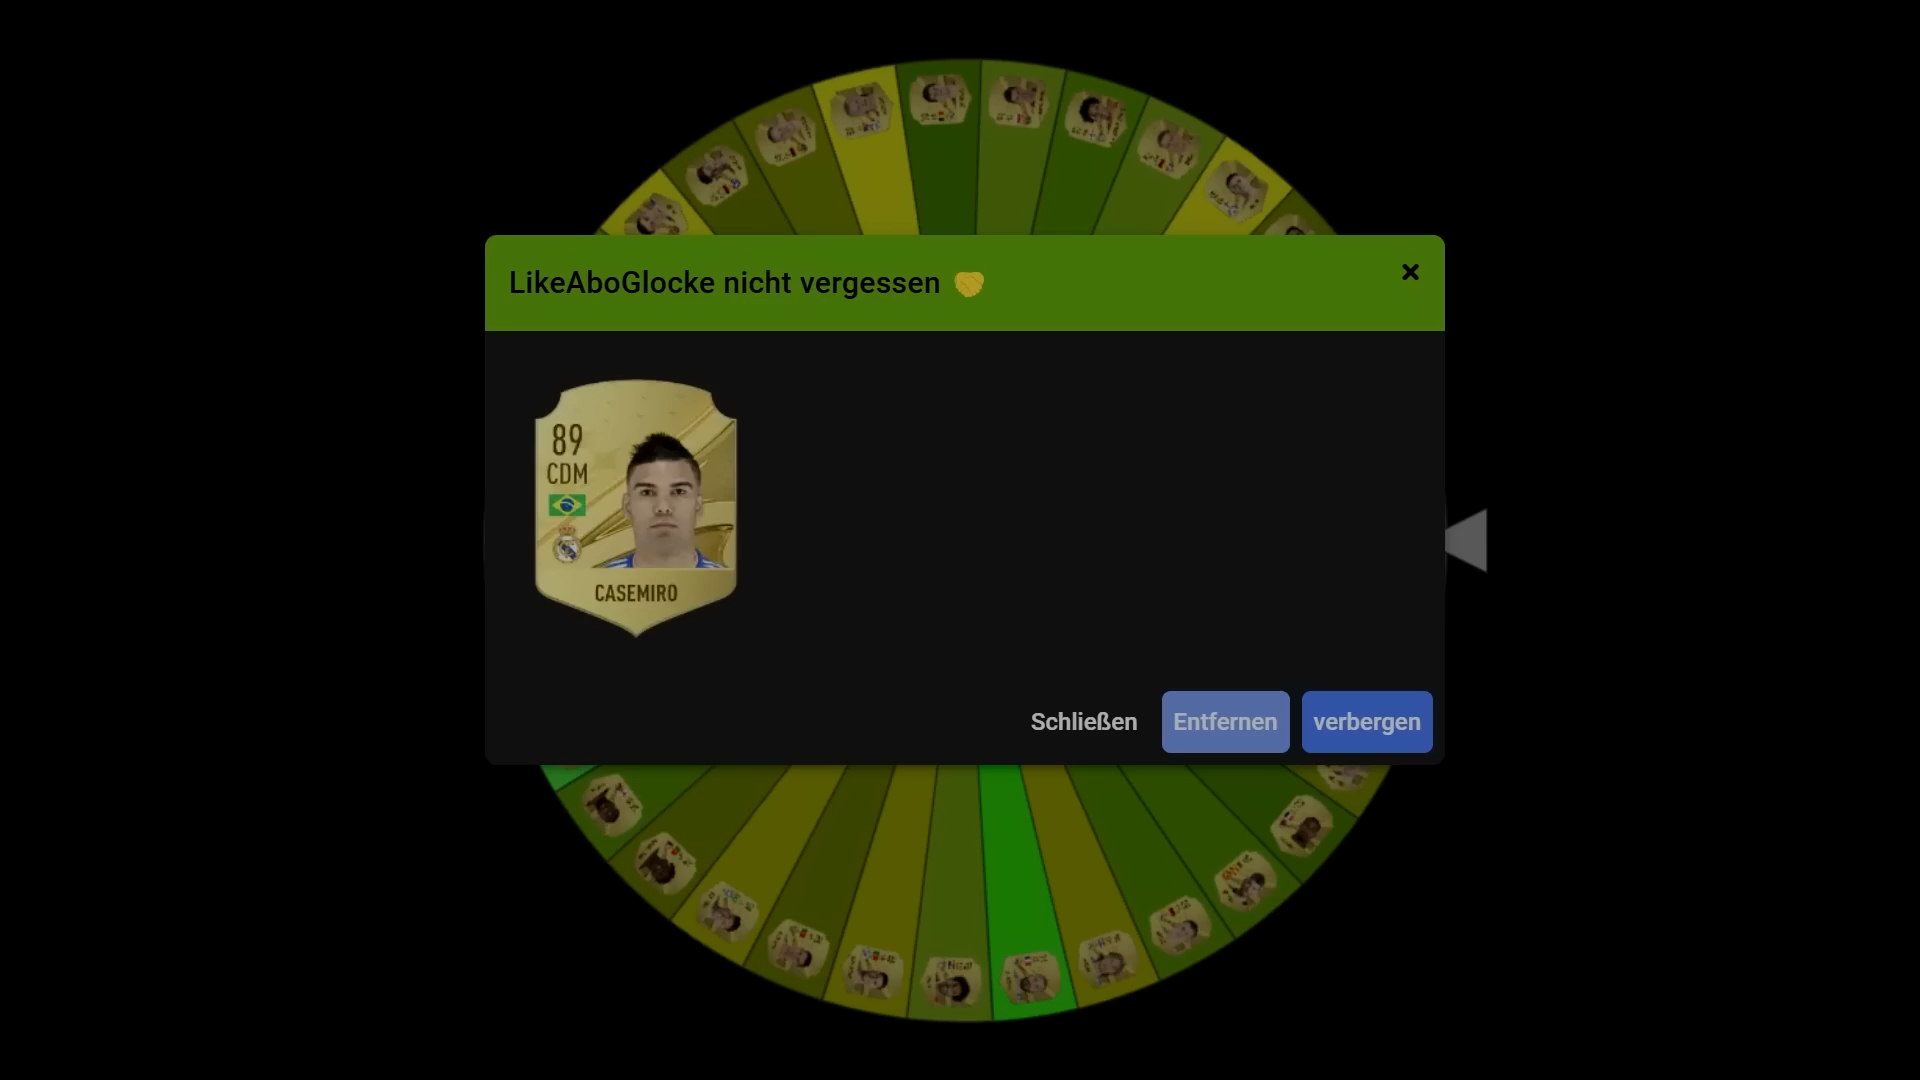 LikeAboGlocke nicht vergessen 🤝
89
CDM
CASEMIRO
Schließen
Entfernen
verbergen